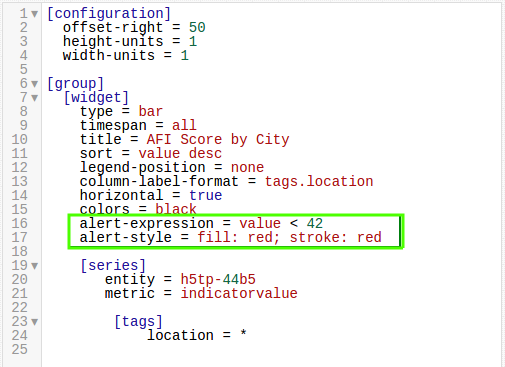 1 [configuration]
2 offset-right = 50
3 height-units = 1
4 width-units = 1
5
6 [group]
7 [widget]
8 type = bar
9 timespan = all
10 title = AFI Score by City
11 sort = value desc
12 legend-position = none
13 column-label-format = tags.location
14 horizontal = true
15 colors = black
16 alert-expression = value < 42
17 alert-style = fill: red; stroke: red
18
19 [series]
20 entity = h5tp-44b5
21 metric = indicatorvalue
22
23 [tags]
24 location = *
25